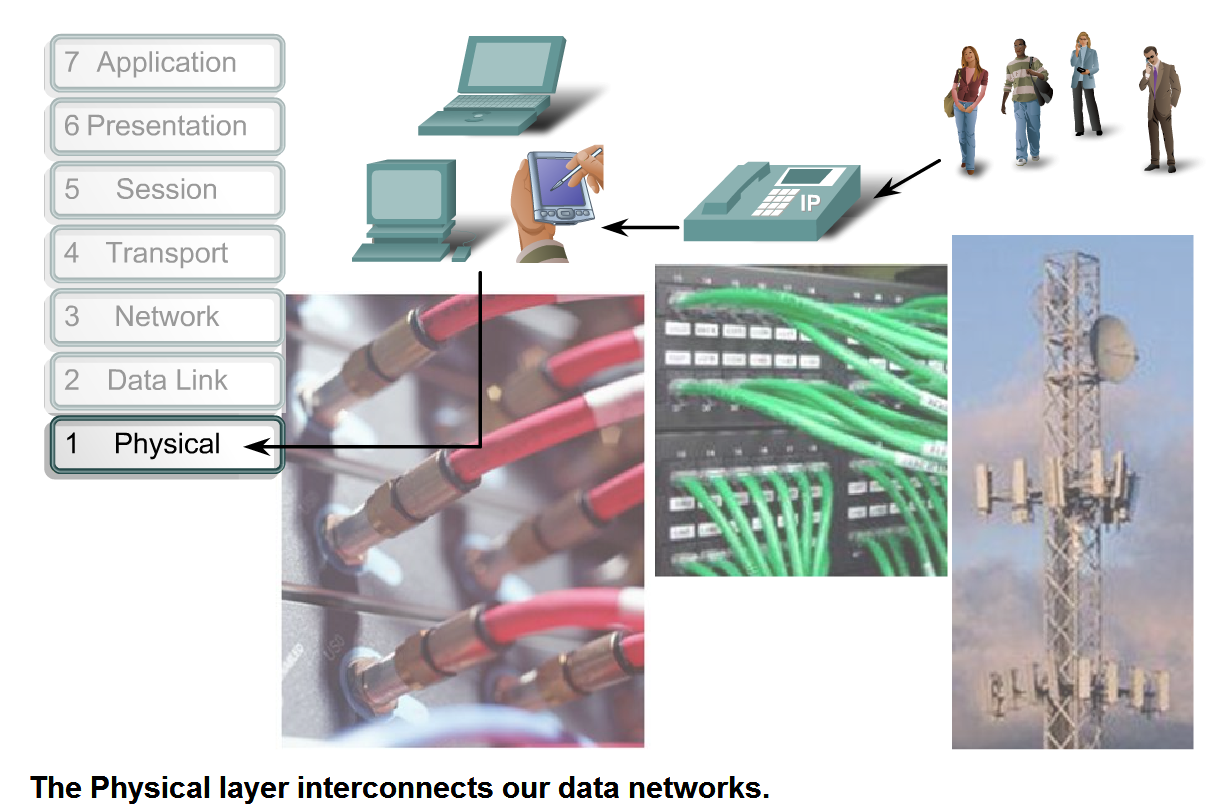 7 Application
6 Presentation
5 Session
4 Transport
3 Network
2 Data Link
1 Physical
IP
The Physical layer interconnects our data networks.